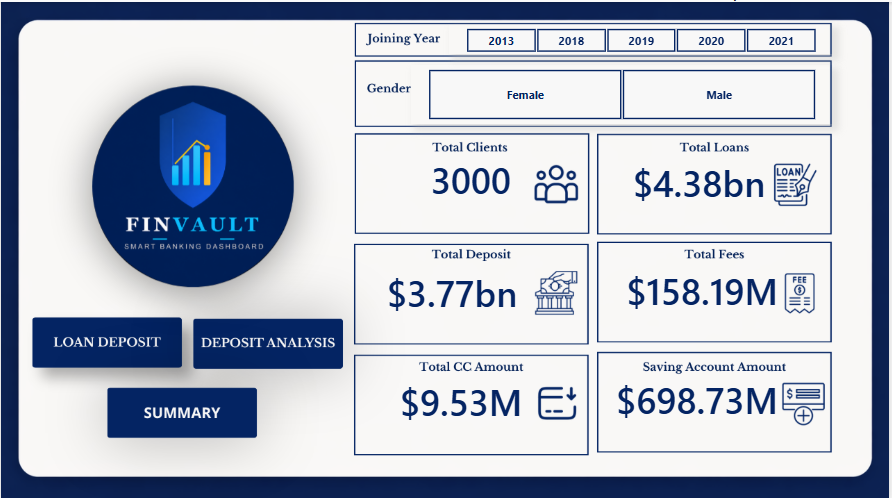 Joining Year
2013 2018 2019 2020 2021
Gender
Female Male
FINVAULT
SMART BANKING DASHBOARD
LOAN DEPOSIT
DEPOSIT ANALYSIS
SUMMARY
Total Clients
3000
Total Loans
$4.38bn
LOAN
Total Deposit
$3.77bn
Total Fees
$158.19M
FEE
$
Total CC Amount
$9.53M
Saving Account Amount
$698.73M
$